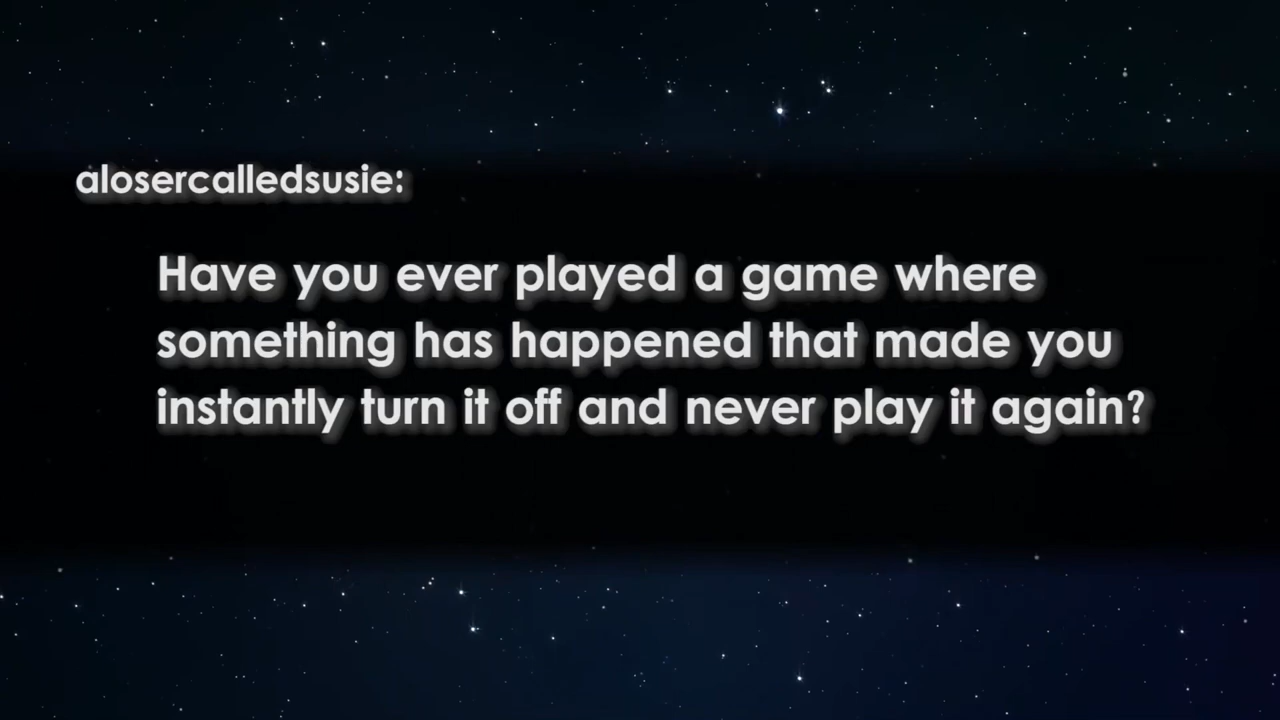 alosercalledsusie:
Have you ever played a game where
something has happened that made you
instantly turn it off and never play it again?